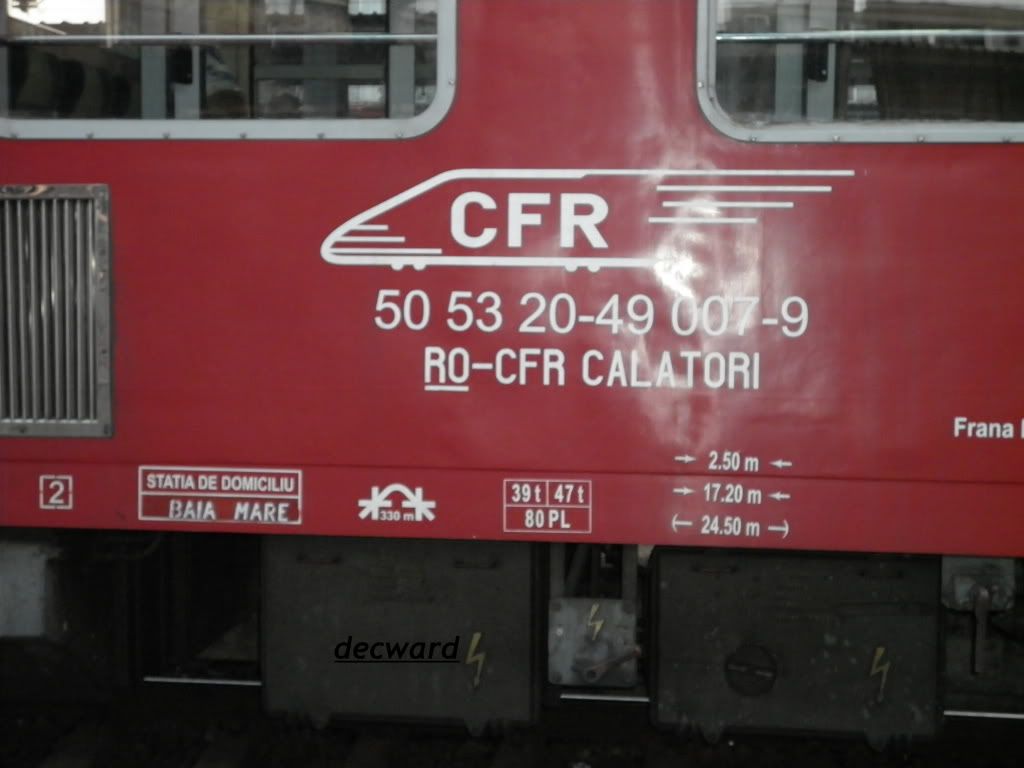 CFR
50 53 20-49 007-9
RO-CFR CALATORI
Frana
2.50 m
17.20 m
24.50 m
2
STATIA DE DOMICILIU
BAIA MARE
330 m
39 t 47 t
80 PL
decward